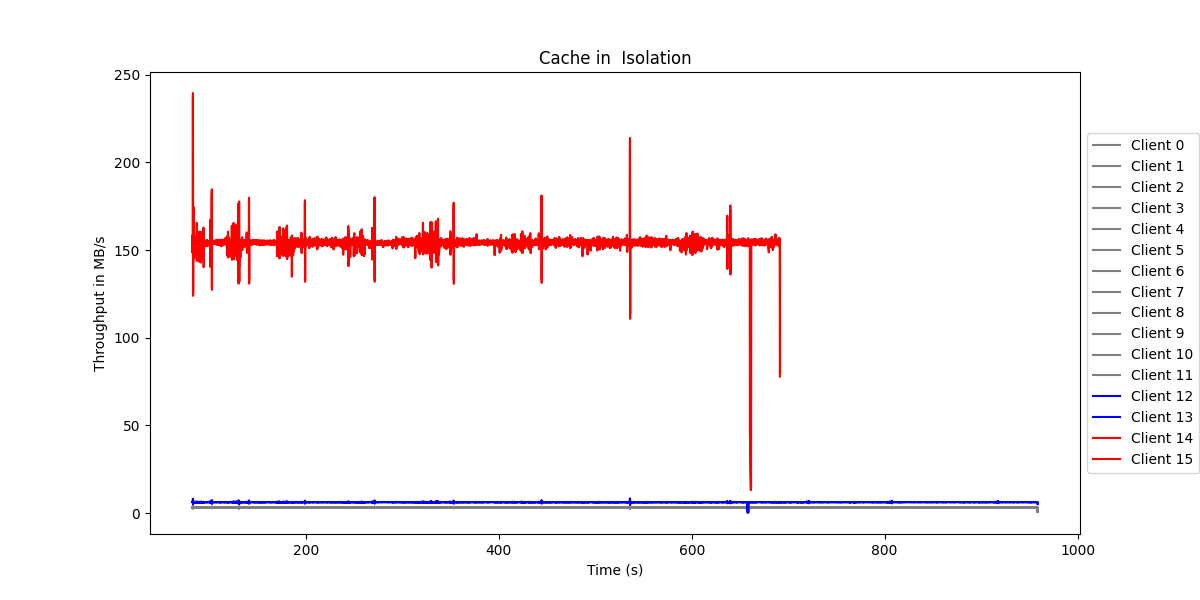 Cache in  Isolation
Throughput in MB/s
250
200
150
100
50
0
200
400
600
800
1000
Time (s)
Client 0
Client 1
Client 2
Client 3
Client 4
Client 5
Client 6
Client 7
Client 8
Client 9
Client 10
Client 11
Client 12
Client 13
Client 14
Client 15